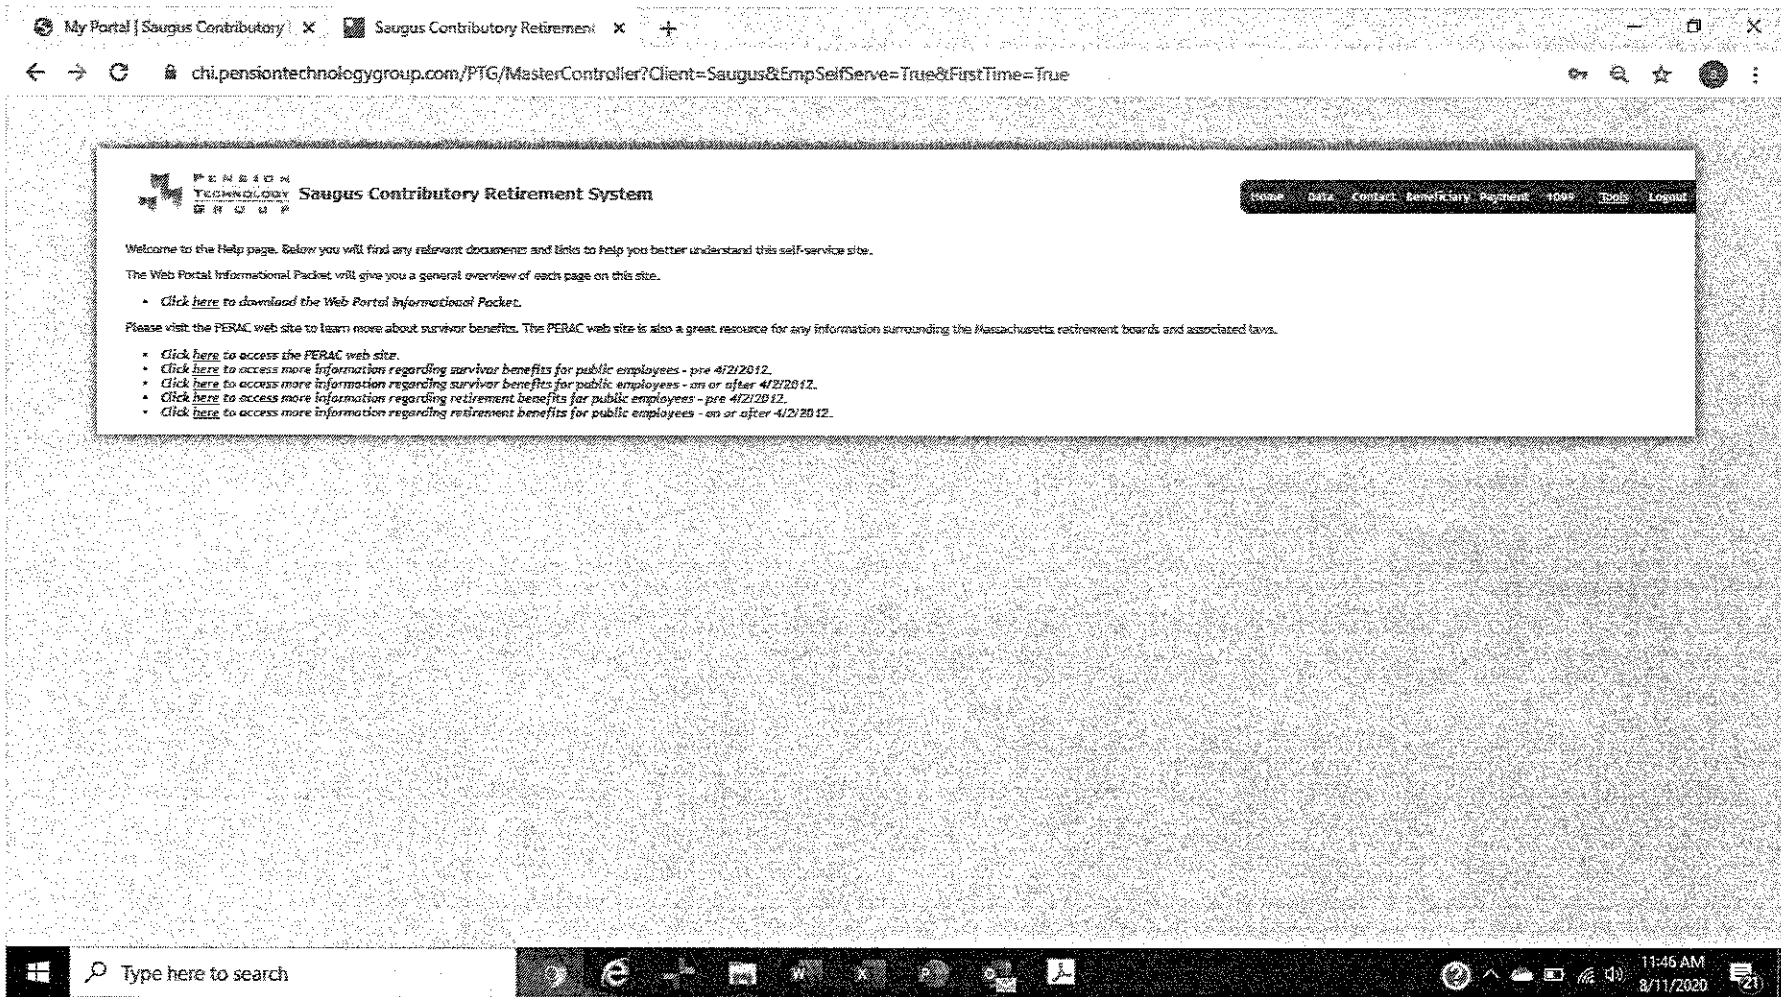 My Portal | Saugus Contributory
Saugus Contributory Retirement
chi.pensiontechnologygroup.com/PTG/MasterController?Client=Saugus&EmpSelfServe=True&FirstTime=True
PENSION
TECHNOLOGY
GROUP
Saugus Contributory Retirement System
Home Data Contact Beneficiary Payment 1099 Tools Logout
Welcome to the Help page. Below you will find any relevant documents and links to help you better understand this self-service site.
The Web Portal Informational Packet will give you a general overview of each page on this site.
• Click here to download the Web Portal Informational Packet.
Please visit the PERAC web site to learn more about survivor benefits. The PERAC web site is also a great resource for any information surrounding the Massachusetts retirement boards and associated laws.
• Click here to access the PERAC web site.
• Click here to access more information regarding survivor benefits for public employees - pre 4/2/2012.
• Click here to access more information regarding survivor benefits for public employees - on or after 4/2/2012.
• Click here to access more information regarding retirement benefits for public employees - pre 4/2/2012.
• Click here to access more information regarding retirement benefits for public employees - on or after 4/2/2012.
Type here to search
11:46 AM
8/11/2020
21